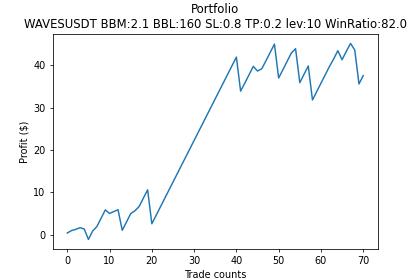 Portfolio
WAVESUSDT BBM:2.1 BBL:160 SL:0.8 TP:0.2 lev:10 WinRatio:82.0
40
30
20
10
0
Profit ($)
0 10 20 30 40 50 60 70
Trade counts